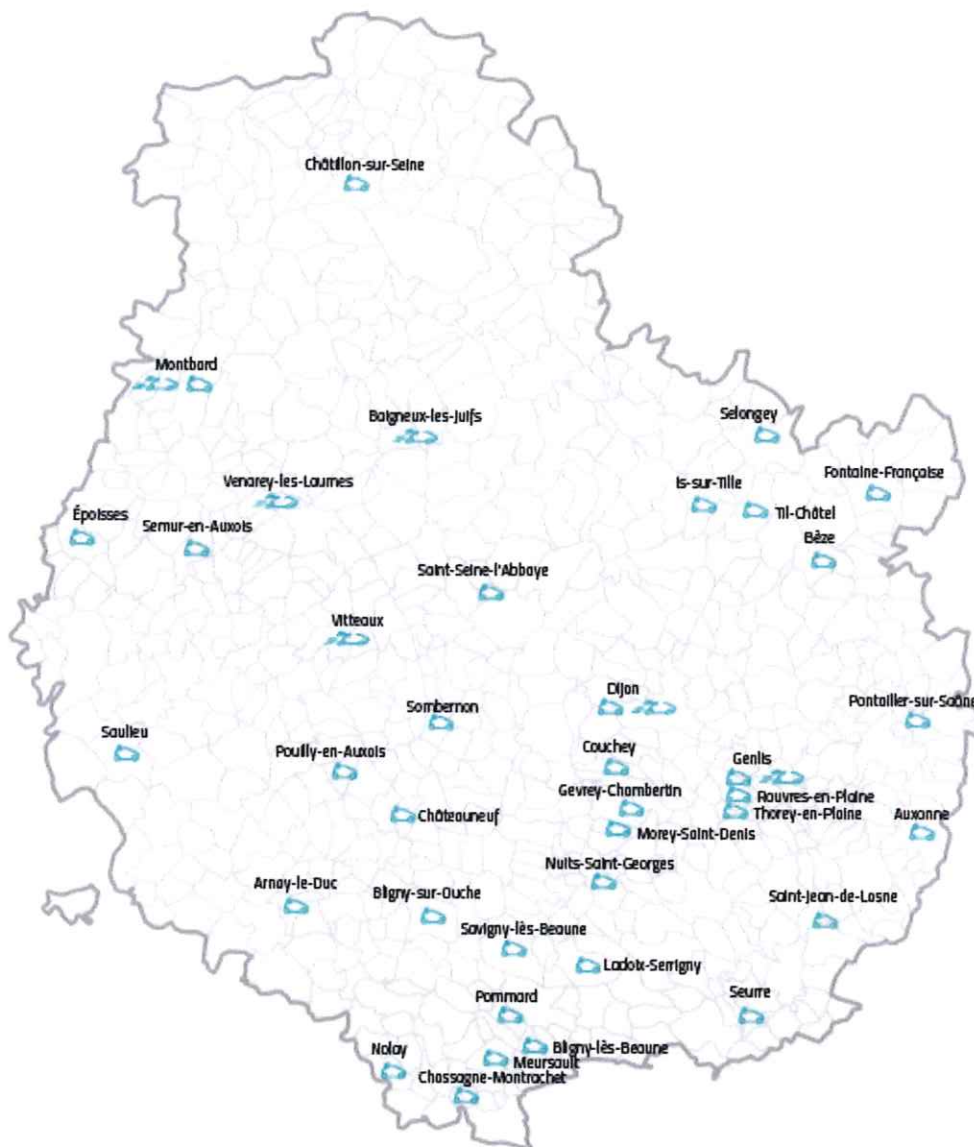 Châtillon-sur-Seine
Montbard
Baigneux-les-Juifs
Selongey
Venarey-les-Laumes
Is-sur-Tille
Fontaine-Française
Époisses
Semur-en-Auxois
Til-Châtel
Bèze
Saint-Seine-l'Abbaye
Vitteaux
Dijon
Pontailler-sur-Saône
Sombernon
Saulieu
Pouilly-en-Auxois
Couchey
Genlis
Gevrey-Chambertin
Rouvres-en-Plaine
Châteauneuf
Thorey-en-Plaine
Auxonne
Morey-Saint-Denis
Nuits-Saint-Georges
Arnay-le-Duc
Bligny-sur-Ouche
Saint-Jean-de-Losne
Savigny-lès-Beaune
Ladoix-Serrigny
Pommard
Seurre
Bligny-lès-Beaune
Nolay
Meursault
Chassagne-Montrachet